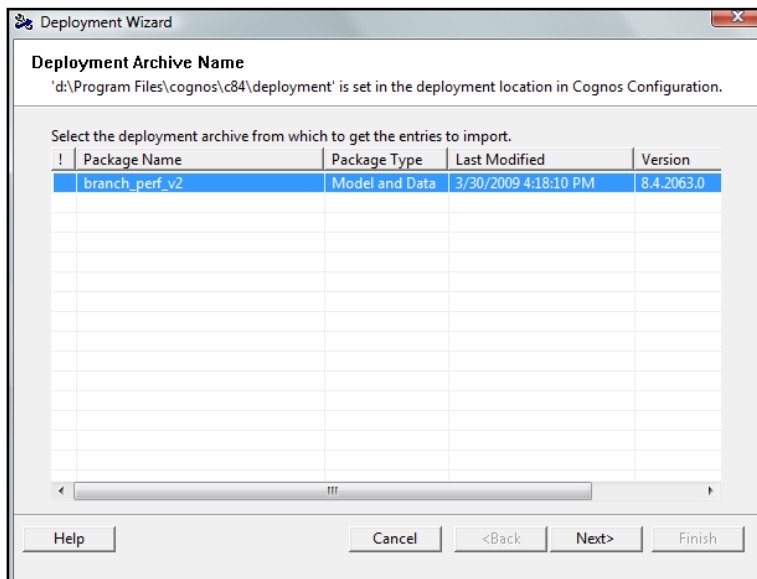 Deployment Wizard
Deployment Archive Name
'd:\Program Files\cognos\c84\deployment' is set in the deployment location in Cognos Configuration.
Select the deployment archive from which to get the entries to import.
! Package Name Package Type Last Modified Version
branch_perf_v2 Model and Data 3/30/2009 4:18:10 PM 8.4.2063.0
Help Cancel <Back Next> Finish